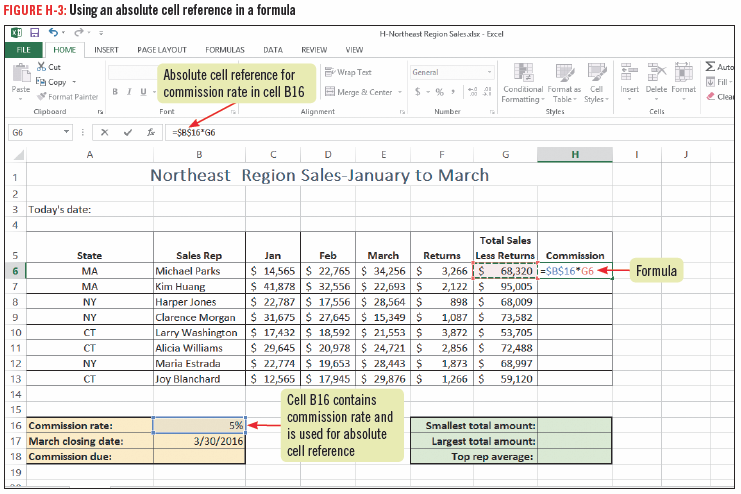 FIGURE H-3: Using an absolute cell reference in a formula
H-Northeast Region Sales.xlsx - Excel
FILE HOME INSERT PAGE LAYOUT FORMULAS DATA REVIEW VIEW
Cut
Copy
Format Painter
Paste
Clipboard
B I U
Font
Wrap Text
Merge & Center
Alignment
General
$ % ,
Number
Conditional Formatting
Format as Table
Cell Styles
Styles
Insert Delete Format
Cells
Auto
Fill
Clea
Absolute cell reference for
commission rate in cell B16
G6 fx =$B$16*G6
A B C D E F G H I J
1 Northeast Region Sales-January to March
2
3 Today's date:
4
5 State Sales Rep Jan Feb March Returns Total Sales Less Returns Commission
6 MA Michael Parks $ 14,565 $ 22,765 $ 34,256 $ 3,266 $ 68,320 =$B$16*G6
Formula
7 MA Kim Huang $ 41,878 $ 32,556 $ 22,693 $ 2,122 $ 95,005
8 NY Harper Jones $ 22,787 $ 17,556 $ 28,564 $ 898 $ 68,009
9 NY Clarence Morgan $ 31,675 $ 27,645 $ 15,349 $ 1,087 $ 73,582
10 CT Larry Washington $ 17,432 $ 18,592 $ 21,553 $ 3,872 $ 53,705
11 CT Alicia Williams $ 29,645 $ 20,978 $ 24,721 $ 2,856 $ 72,488
12 NY Maria Estrada $ 22,774 $ 19,653 $ 28,443 $ 1,873 $ 68,997
13 CT Joy Blanchard $ 12,565 $ 17,945 $ 29,876 $ 1,266 $ 59,120
14
15
16 Commission rate: 5% Smallest total amount:
17 March closing date: 3/30/2016 Largest total amount:
18 Commission due: Top rep average:
19
Cell B16 contains
commission rate and
is used for absolute
cell reference